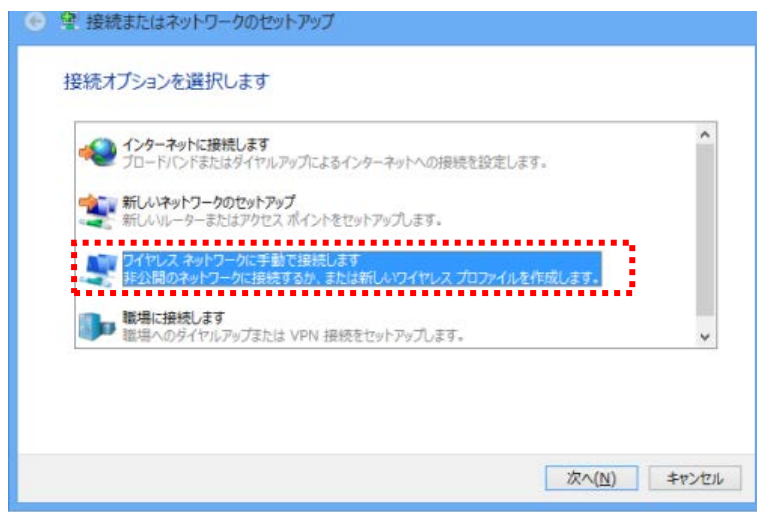 接続またはネットワークのセットアップ
接続オプションを選択します
インターネットに接続します
ブロードバンドまたはダイヤルアップによるインターネットへの接続を設定します。
新しいネットワークのセットアップ
新しいルーターまたはアクセス ポイントをセットアップします。
ワイヤレス ネットワークに手動で接続します
非公開のネットワークに接続するか、または新しいワイヤレス プロファイルを作成します。
職場に接続します
職場へのダイヤルアップまたは VPN 接続をセットアップします。
次へ(N)
キャンセル